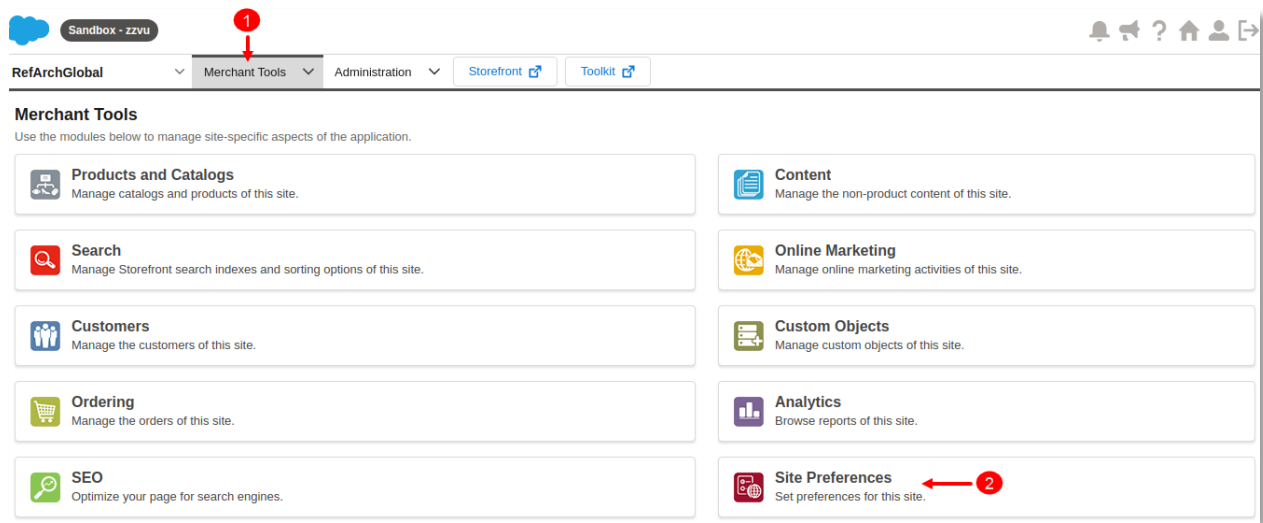 1
Sandbox - zzvu
RefArchGlobal Merchant Tools Administration Storefront Toolkit
Merchant Tools
Use the modules below to manage site-specific aspects of the application.
Products and Catalogs
Manage catalogs and products of this site.
Content
Manage the non-product content of this site.
Search
Manage Storefront search indexes and sorting options of this site.
Online Marketing
Manage online marketing activities of this site.
Customers
Manage the customers of this site.
Custom Objects
Manage custom objects of this site.
Ordering
Manage the orders of this site.
Analytics
Browse reports of this site.
SEO
Optimize your page for search engines.
Site Preferences
2
Set preferences for this site.